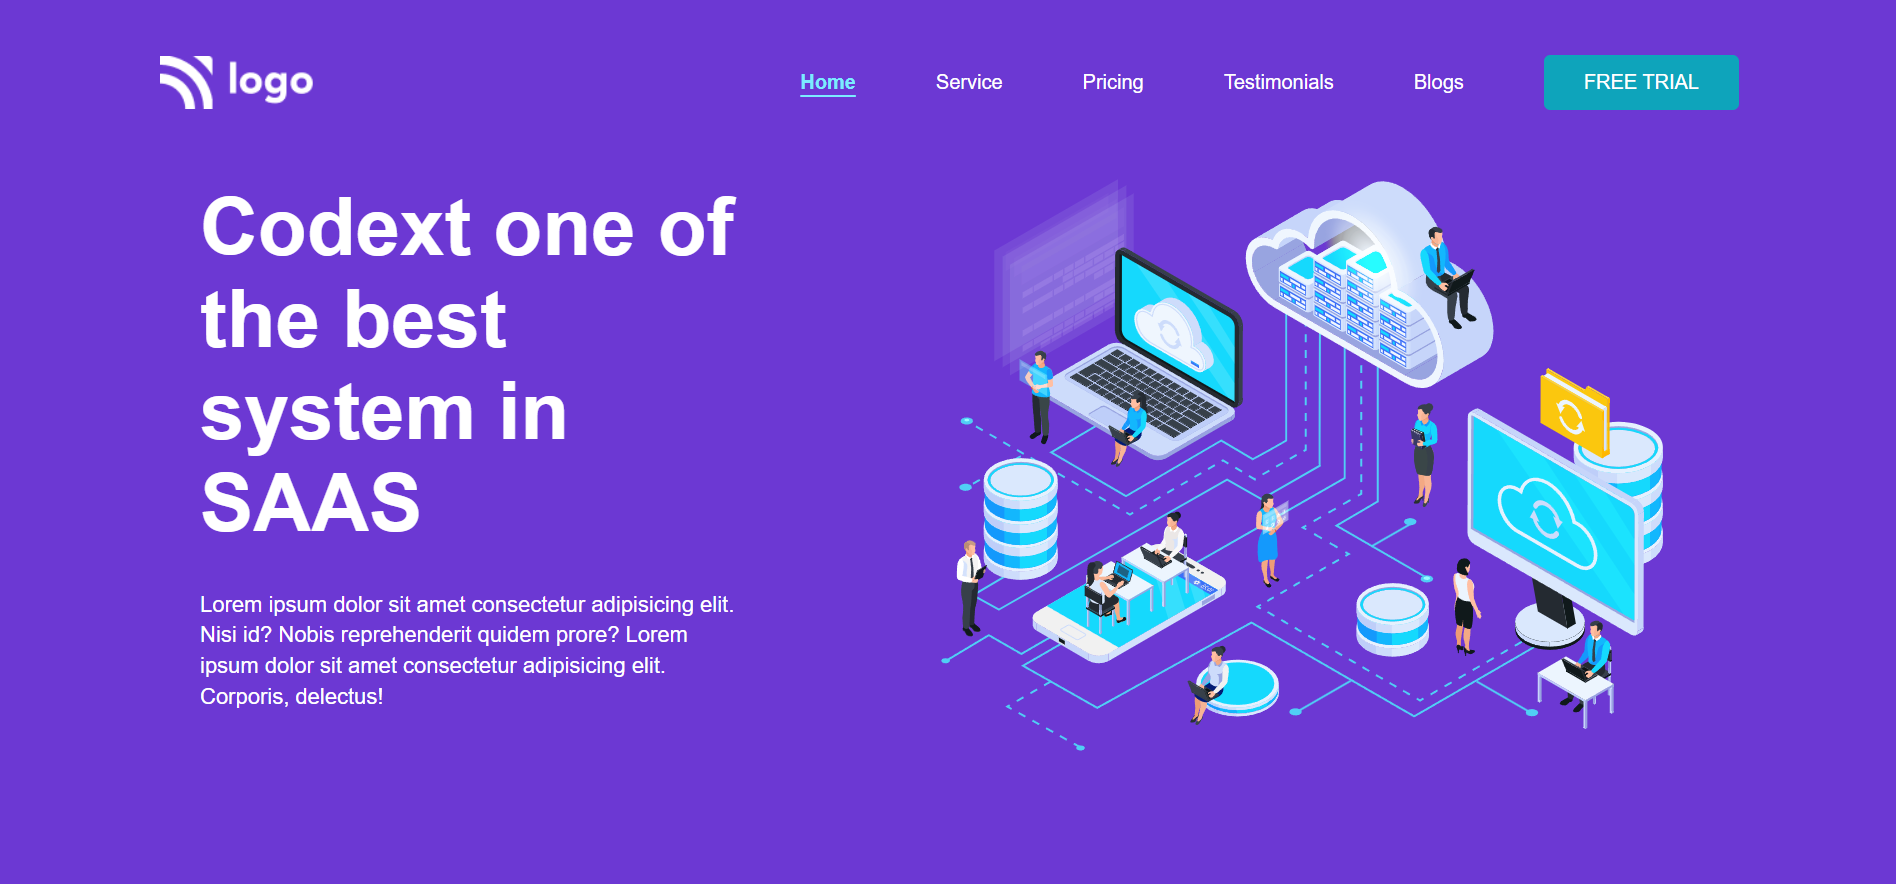 logo
Home Service Pricing Testimonials Blogs FREE TRIAL
Codext one of
the best
system in
SAAS
Lorem ipsum dolor sit amet consectetur adipisicing elit.
Nisi id? Nobis reprehenderit quidem prore? Lorem
ipsum dolor sit amet consectetur adipisicing elit.
Corporis, delectus!